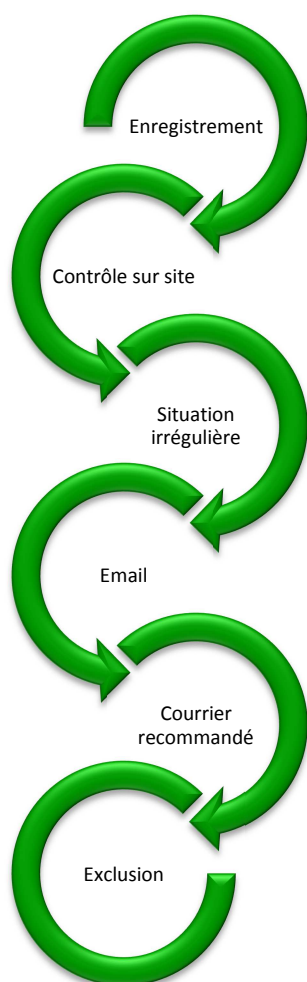 Enregistrement
Contrôle sur site
Situation
irrégulière
Email
Courrier
recommandé
Exclusion